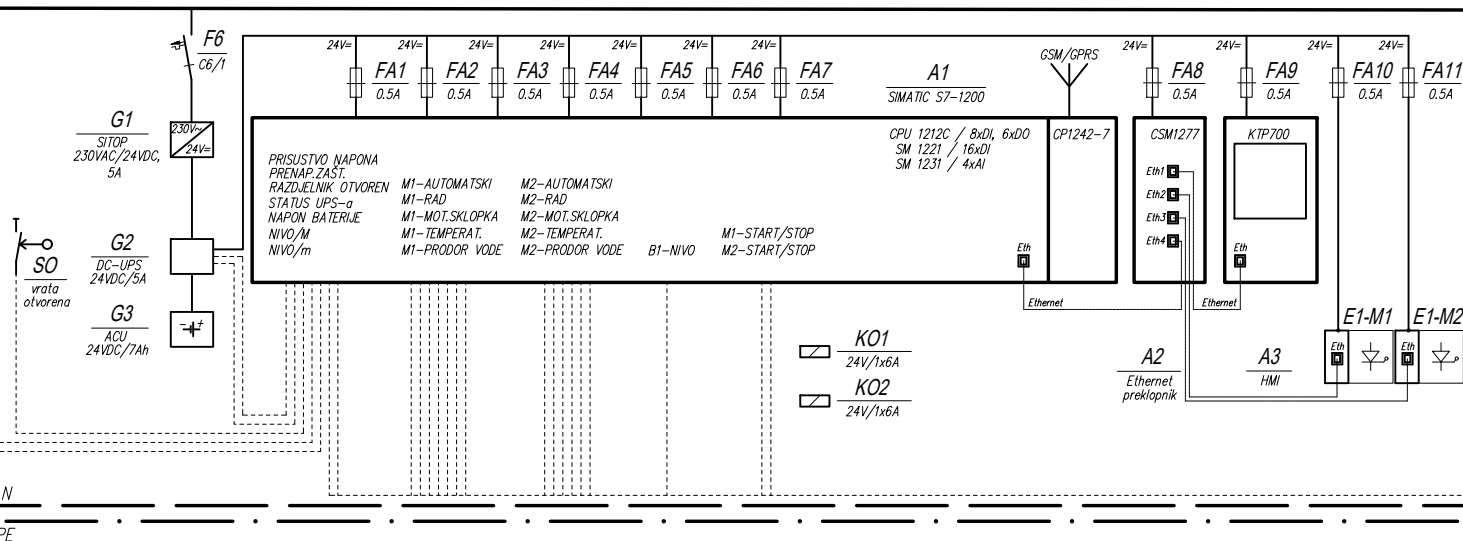 F6
C6/1
G1
SITOP
230VAC/24VDC,
5A
230V~
24V=
G2
DC-UPS
24VDC/5A
G3
ACU
24VDC/7Ah
- +
SO
vrata
otvorena
24V=
FA1
0.5A
24V=
FA2
0.5A
24V=
FA3
0.5A
24V=
FA4
0.5A
24V=
FA5
0.5A
24V=
FA6
0.5A
24V=
FA7
0.5A
A1
SIMATIC S7-1200
GSM/GPRS
24V=
FA8
0.5A
24V=
FA9
0.5A
24V=
FA10
0.5A
24V=
FA11
0.5A
CPU 1212C / 8xDI, 6xDO
SM 1221 / 16xDI
SM 1231 / 4xAI
CP1242-7
CSM1277
KTP700
PRISUSTVO NAPONA
PRENAP.ZAŠT.
RAZDJELNIK OTVOREN
STATUS UPS-a
NAPON BATERIJE
NIVO/M
NIVO/m
M1-AUTOMATSKI
M1-RAD
M1-MOT.SKLOPKA
M1-TEMPERAT.
M1-PRODOR VODE
M2-AUTOMATSKI
M2-RAD
M2-MOT.SKLOPKA
M2-TEMPERAT.
M2-PRODOR VODE
B1-NIVO
M1-START/STOP
M2-START/STOP
Eth
Eth1
Eth2
Eth3
Eth4
Eth
Ethernet
Ethernet
KO1
24V/1x6A
KO2
24V/1x6A
A2
Ethernet
preklopnik
A3
HMI
E1-M1
Eth
E1-M2
Eth
N
PE